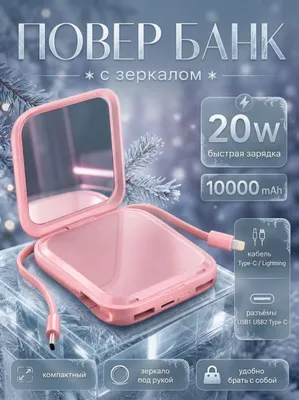 ПОВЕР БАНК
с зеркалом
20w
быстрая зарядка
10000 mAh
кабель
Type-C / Lightning
разъёмы
USB1 USB2 Type C
компактный
зеркало
под рукой
удобно
брать с собой